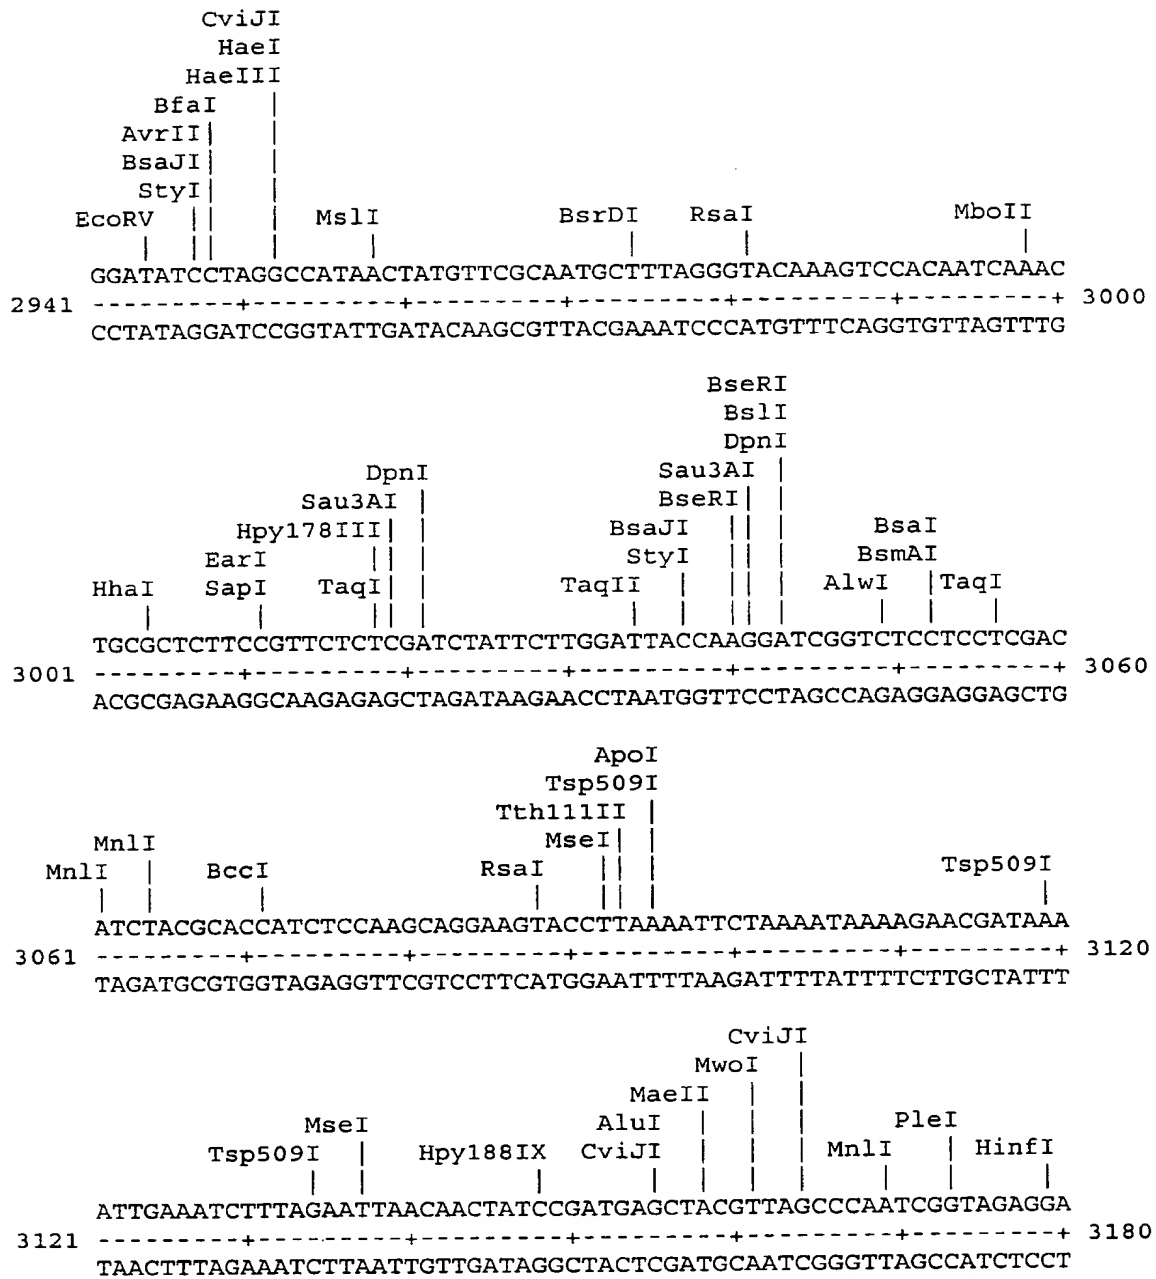 CviJI
HaeI
HaeIII
BfaI
AvrII
BsaJI
StyI
EcoRV MslI BsrDI RsaI MboII
GGATATCCTAGGCCATAACTATGTTCGCAATGCTTTAGGGTACAAAGTCCACAATCAAAC
2941 ---------+---------+---------+---------+---------+---------+ 3000
CCTATAGGATCCGGTATTGATACAAGCGTTACGAAATCCCATGTTTCAGGTGTTAGTTTG
BseRI
BslI
DpnI
DpnI Sau3AI
Sau3AI BseRI
Hpy178III BsaJI BsaI
EarI StyI BsmAI
HhaI SapI TaqI TaqII AlwI TaqI
TGCGCTCTTCCGTTCTCTCGATCTATTCTTGGATTACCAAGGATCGGTCTCCTCCTCGAC
3001 ---------+---------+---------+---------+---------+---------+ 3060
ACGCGAGAAGGCAAGAGAGCTAGATAAGAACCTAATGGTTCCTAGCCAGAGGAGGAGCTG
ApoI
Tsp509I
Tth111II
MnlI MseI
MnlI BccI RsaI Tsp509I
ATCTACGCACCATCTCCAAGCAGGAAGTACCTTAAAATTCTAAAATAAAAGAACGATAAA
3061 ---------+---------+---------+---------+---------+---------+ 3120
TAGATGCGTGGTAGAGGTTCGTCCTTCATGGAATTTTAAGATTTTATTTTCTTGCTATTT
CviJI
MwoI
MaeII
MseI AluI PleI
Tsp509I Hpy188IX CviJI MnlI HinfI
ATTGAAATCTTTAGAATTAACAACTATCCGATGAGCTACGTTAGCCCAATCGGTAGAGGA
3121 ---------+---------+---------+---------+---------+---------+ 3180
TAACTTTAGAAATCTTAATTGTTGATAGGCTACTCGATGCAATCGGGTTAGCCATCTCCT